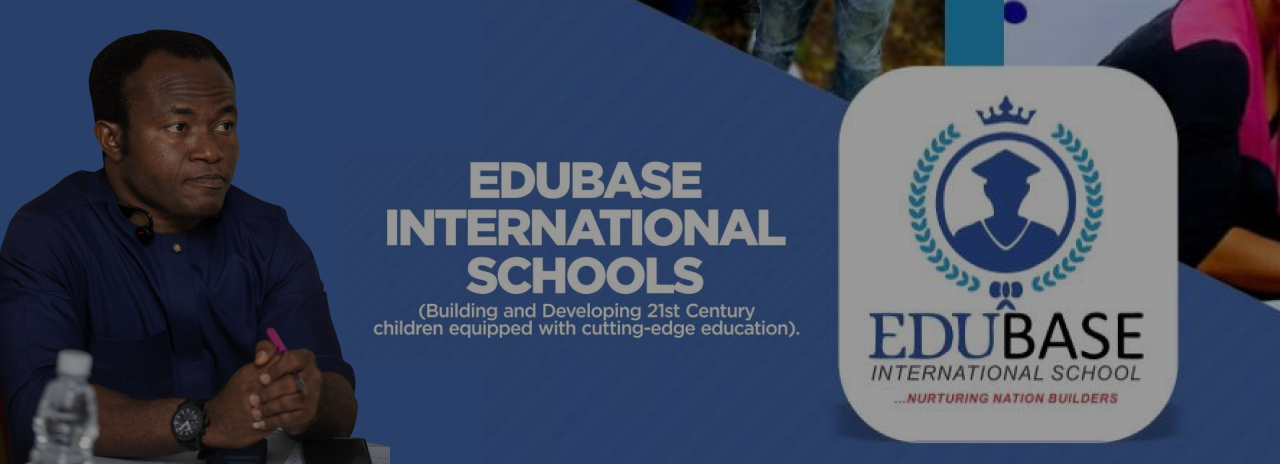 EDUBASE
INTERNATIONAL
SCHOOLS
(Building and Developing 21st Century
children equipped with cutting-edge education).
EDUBASE
INTERNATIONAL SCHOOL
...NURTURING NATION BUILDERS